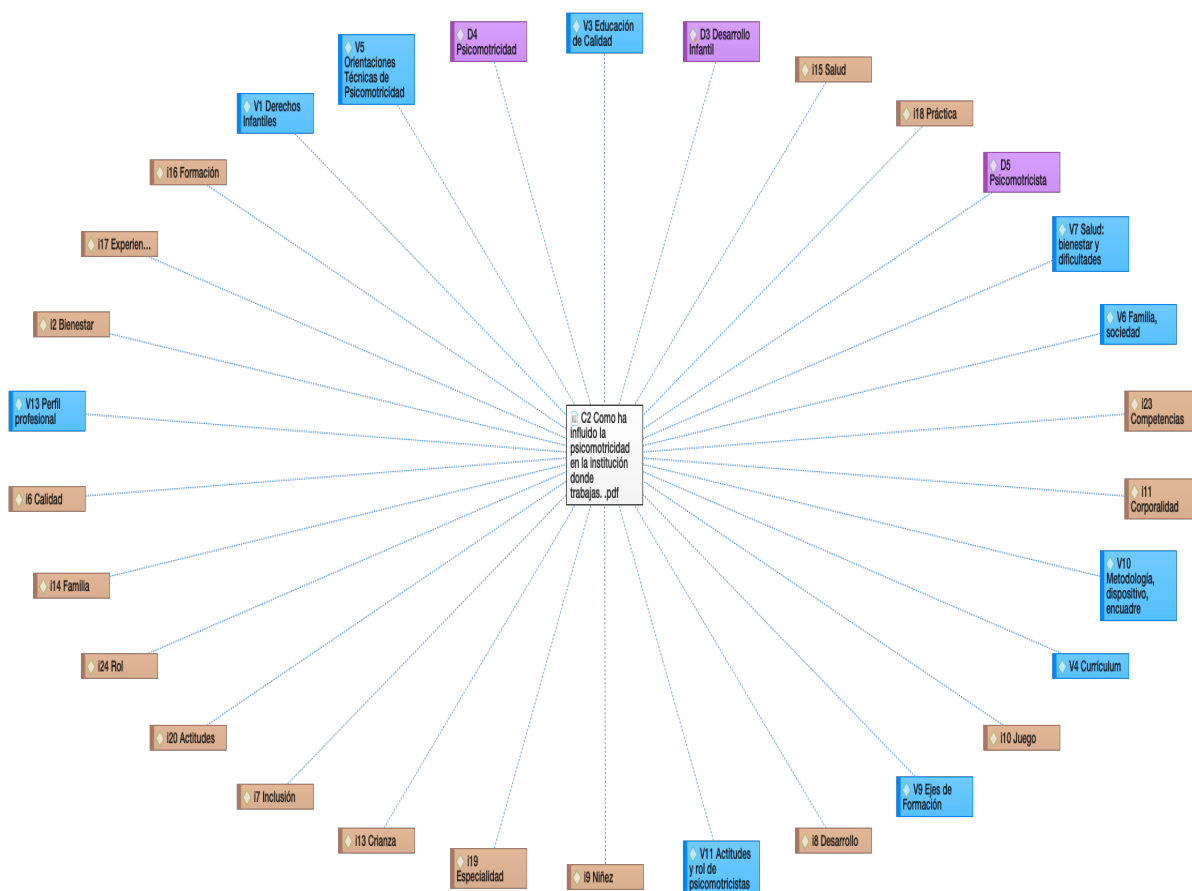 V3 Educación
de Calidad
D4
Psicomotricidad
D3 Desarrollo
Infantil
V5
Orientaciones
Técnicas de
Psicomotricidad
i15 Salud
V1 Derechos
Infantiles
i18 Práctica
i16 Formación
D5
Psicomotricista
i17 Experien...
V7 Salud:
bienestar y
dificultades
i2 Bienestar
V6 Familia,
sociedad
V13 Perfil
profesional
i23
Competencias
C2 Como ha
influido la
psicomotricidad
en la institución
donde
trabajas. .pdf
i6 Calidad
i11
Corporalidad
i14 Familia
V10
Metodología,
dispositivo,
encuadre
i24 Rol
V4 Currículum
i20 Actitudes
i10 Juego
i7 Inclusión
V9 Ejes de
Formación
i13 Crianza
i8 Desarrollo
i19
Especialidad
i9 Niñez
V11 Actitudes
y rol de
psicomotricistas